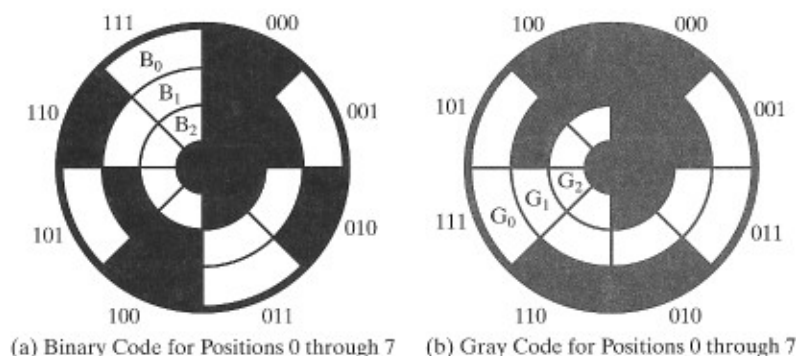 111
000
B0
B1
B2
110
001
101
010
100
011
(a) Binary Code for Positions 0 through 7
100
000
101
001
G2
G1
G0
111
011
110
010
(b) Gray Code for Positions 0 through 7